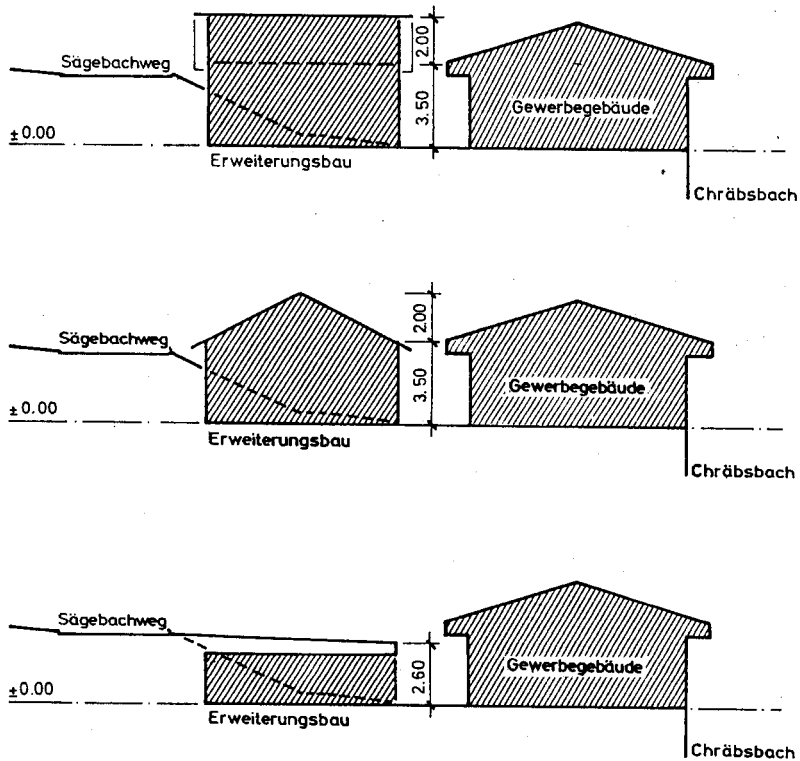 Sägebachweg
2.00
3.50
Gewerbegebäude
±0.00
Erweiterungsbau
Chräbsbach
Sägebachweg
2.00
3.50
Gewerbegebäude
±0.00
Erweiterungsbau
Chräbsbach
Sägebachweg
2.60
Gewerbegebäude
±0.00
Erweiterungsbau
Chräbsbach